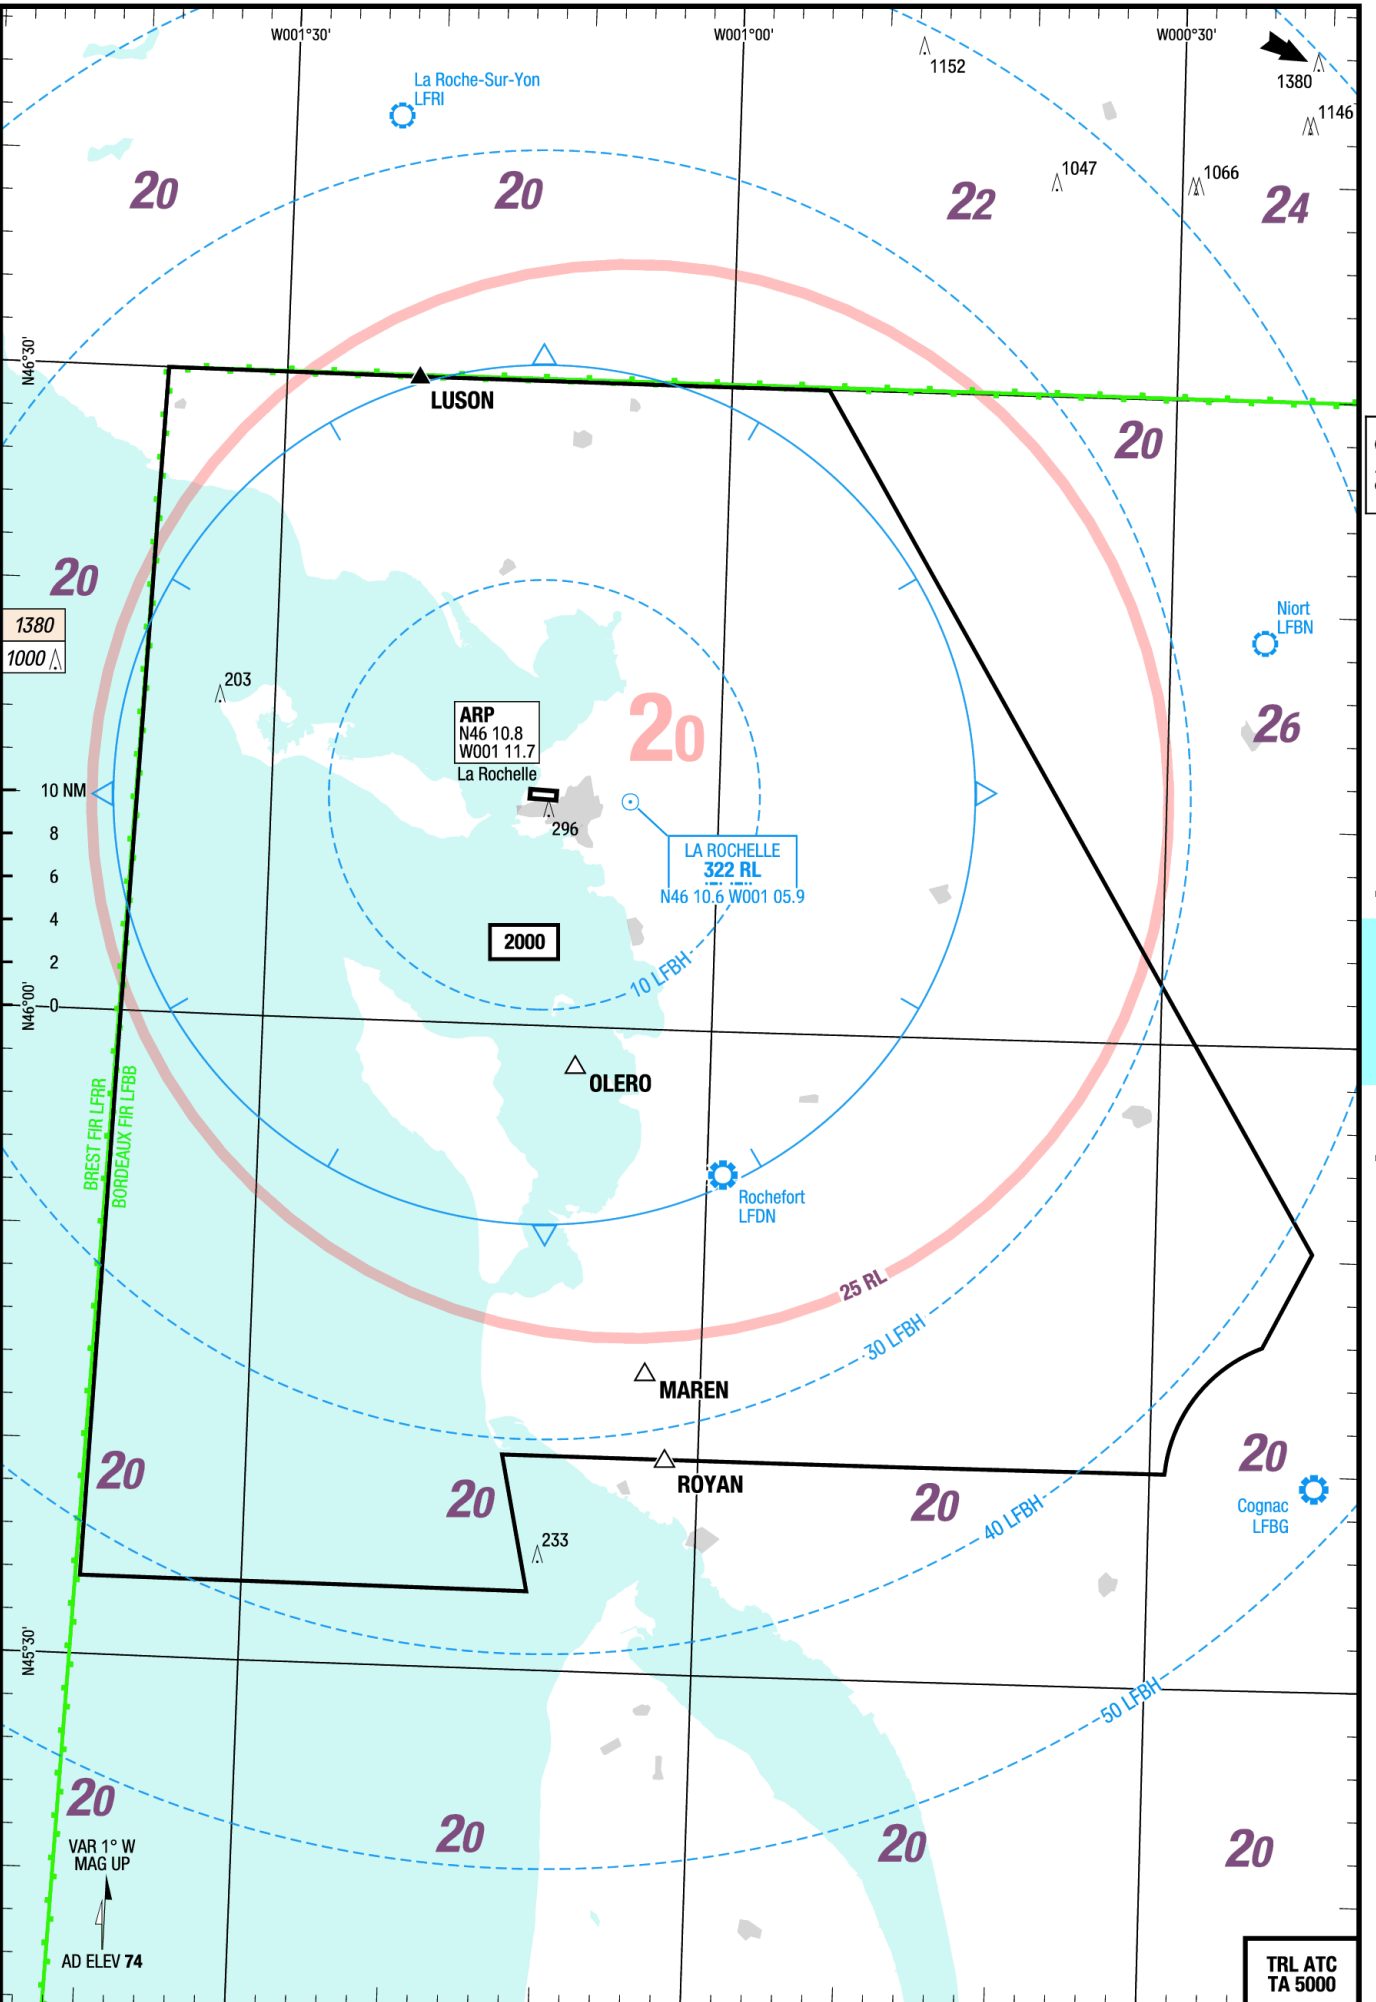 W001°30'
W001°00'
W000°30'
1152
1380
La Roche-Sur-Yon
LFRI
1146
1047
1066
20
20
22
24
N46°30'
LUSON
20
20
1380
1000
Niort
LFBN
203
ARP
N46 10.8
W001 11.7
La Rochelle
20
26
10 NM
8
6
4
2
0
296
LA ROCHELLE
322 RL
N46 10.6 W001 05.9
2000
10 LFBH
N46°00'
OLERO
BREST FIR LFRR
BORDEAUX FIR LFBB
Rochefort
LFDN
25 RL
30 LFBH
MAREN
20
20
ROYAN
20
20
Cognac
LFBG
40 LFBH
233
N45°30'
50 LFBH
20
20
20
20
VAR 1° W
MAG UP
AD ELEV 74
TRL ATC
TA 5000